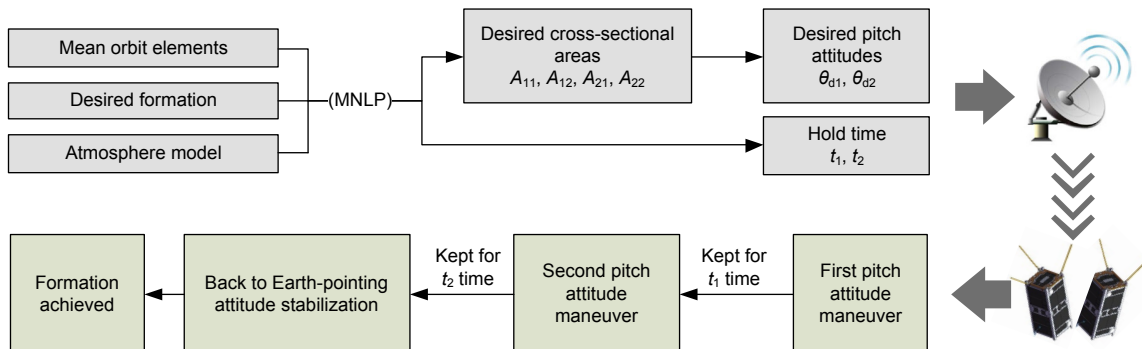 Mean orbit elements
Desired formation
Atmosphere model
(MNLP)
Desired cross-sectional
areas
A₁₁, A₁₂, A₂₁, A₂₂
Desired pitch
attitudes
θd1, θd2
Hold time
t₁, t₂
First pitch
attitude
maneuver
Kept for
t₁ time
Second pitch
attitude
maneuver
Kept for
t₂ time
Back to Earth-pointing
attitude stabilization
Formation
achieved